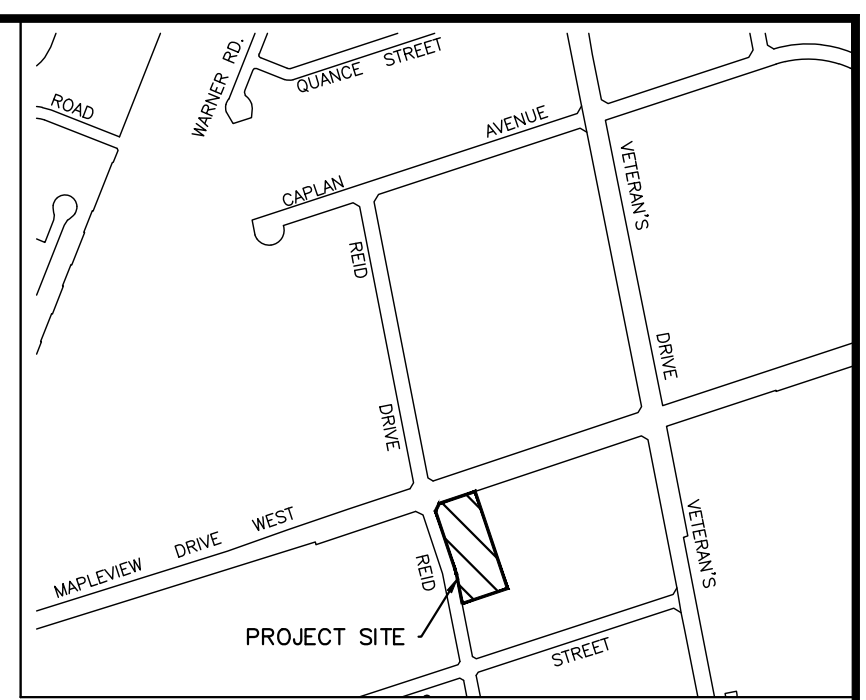 WARNER RD.
QUANCE STREET
ROAD
CAPLAN AVENUE
VETERAN'S
REID
DRIVE
DRIVE
MAPLEVIEW DRIVE WEST
REID
VETERAN'S
PROJECT SITE
STREET